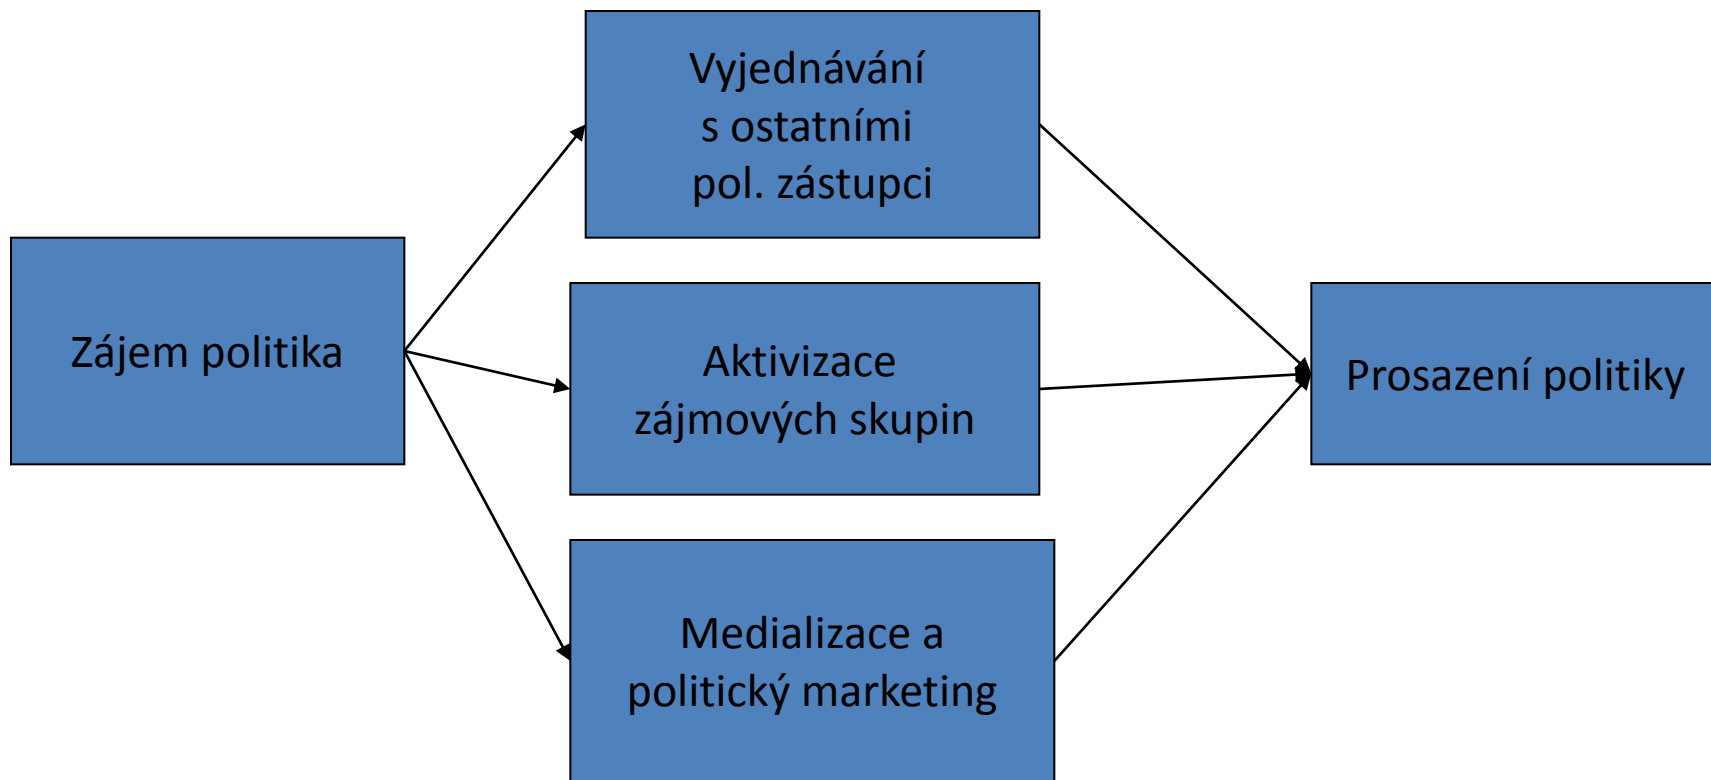 Zájem politika
Vyjednávání
s ostatními
pol. zástupci
Aktivizace
zájmových skupin
Medializace a
politický marketing
Prosazení politiky